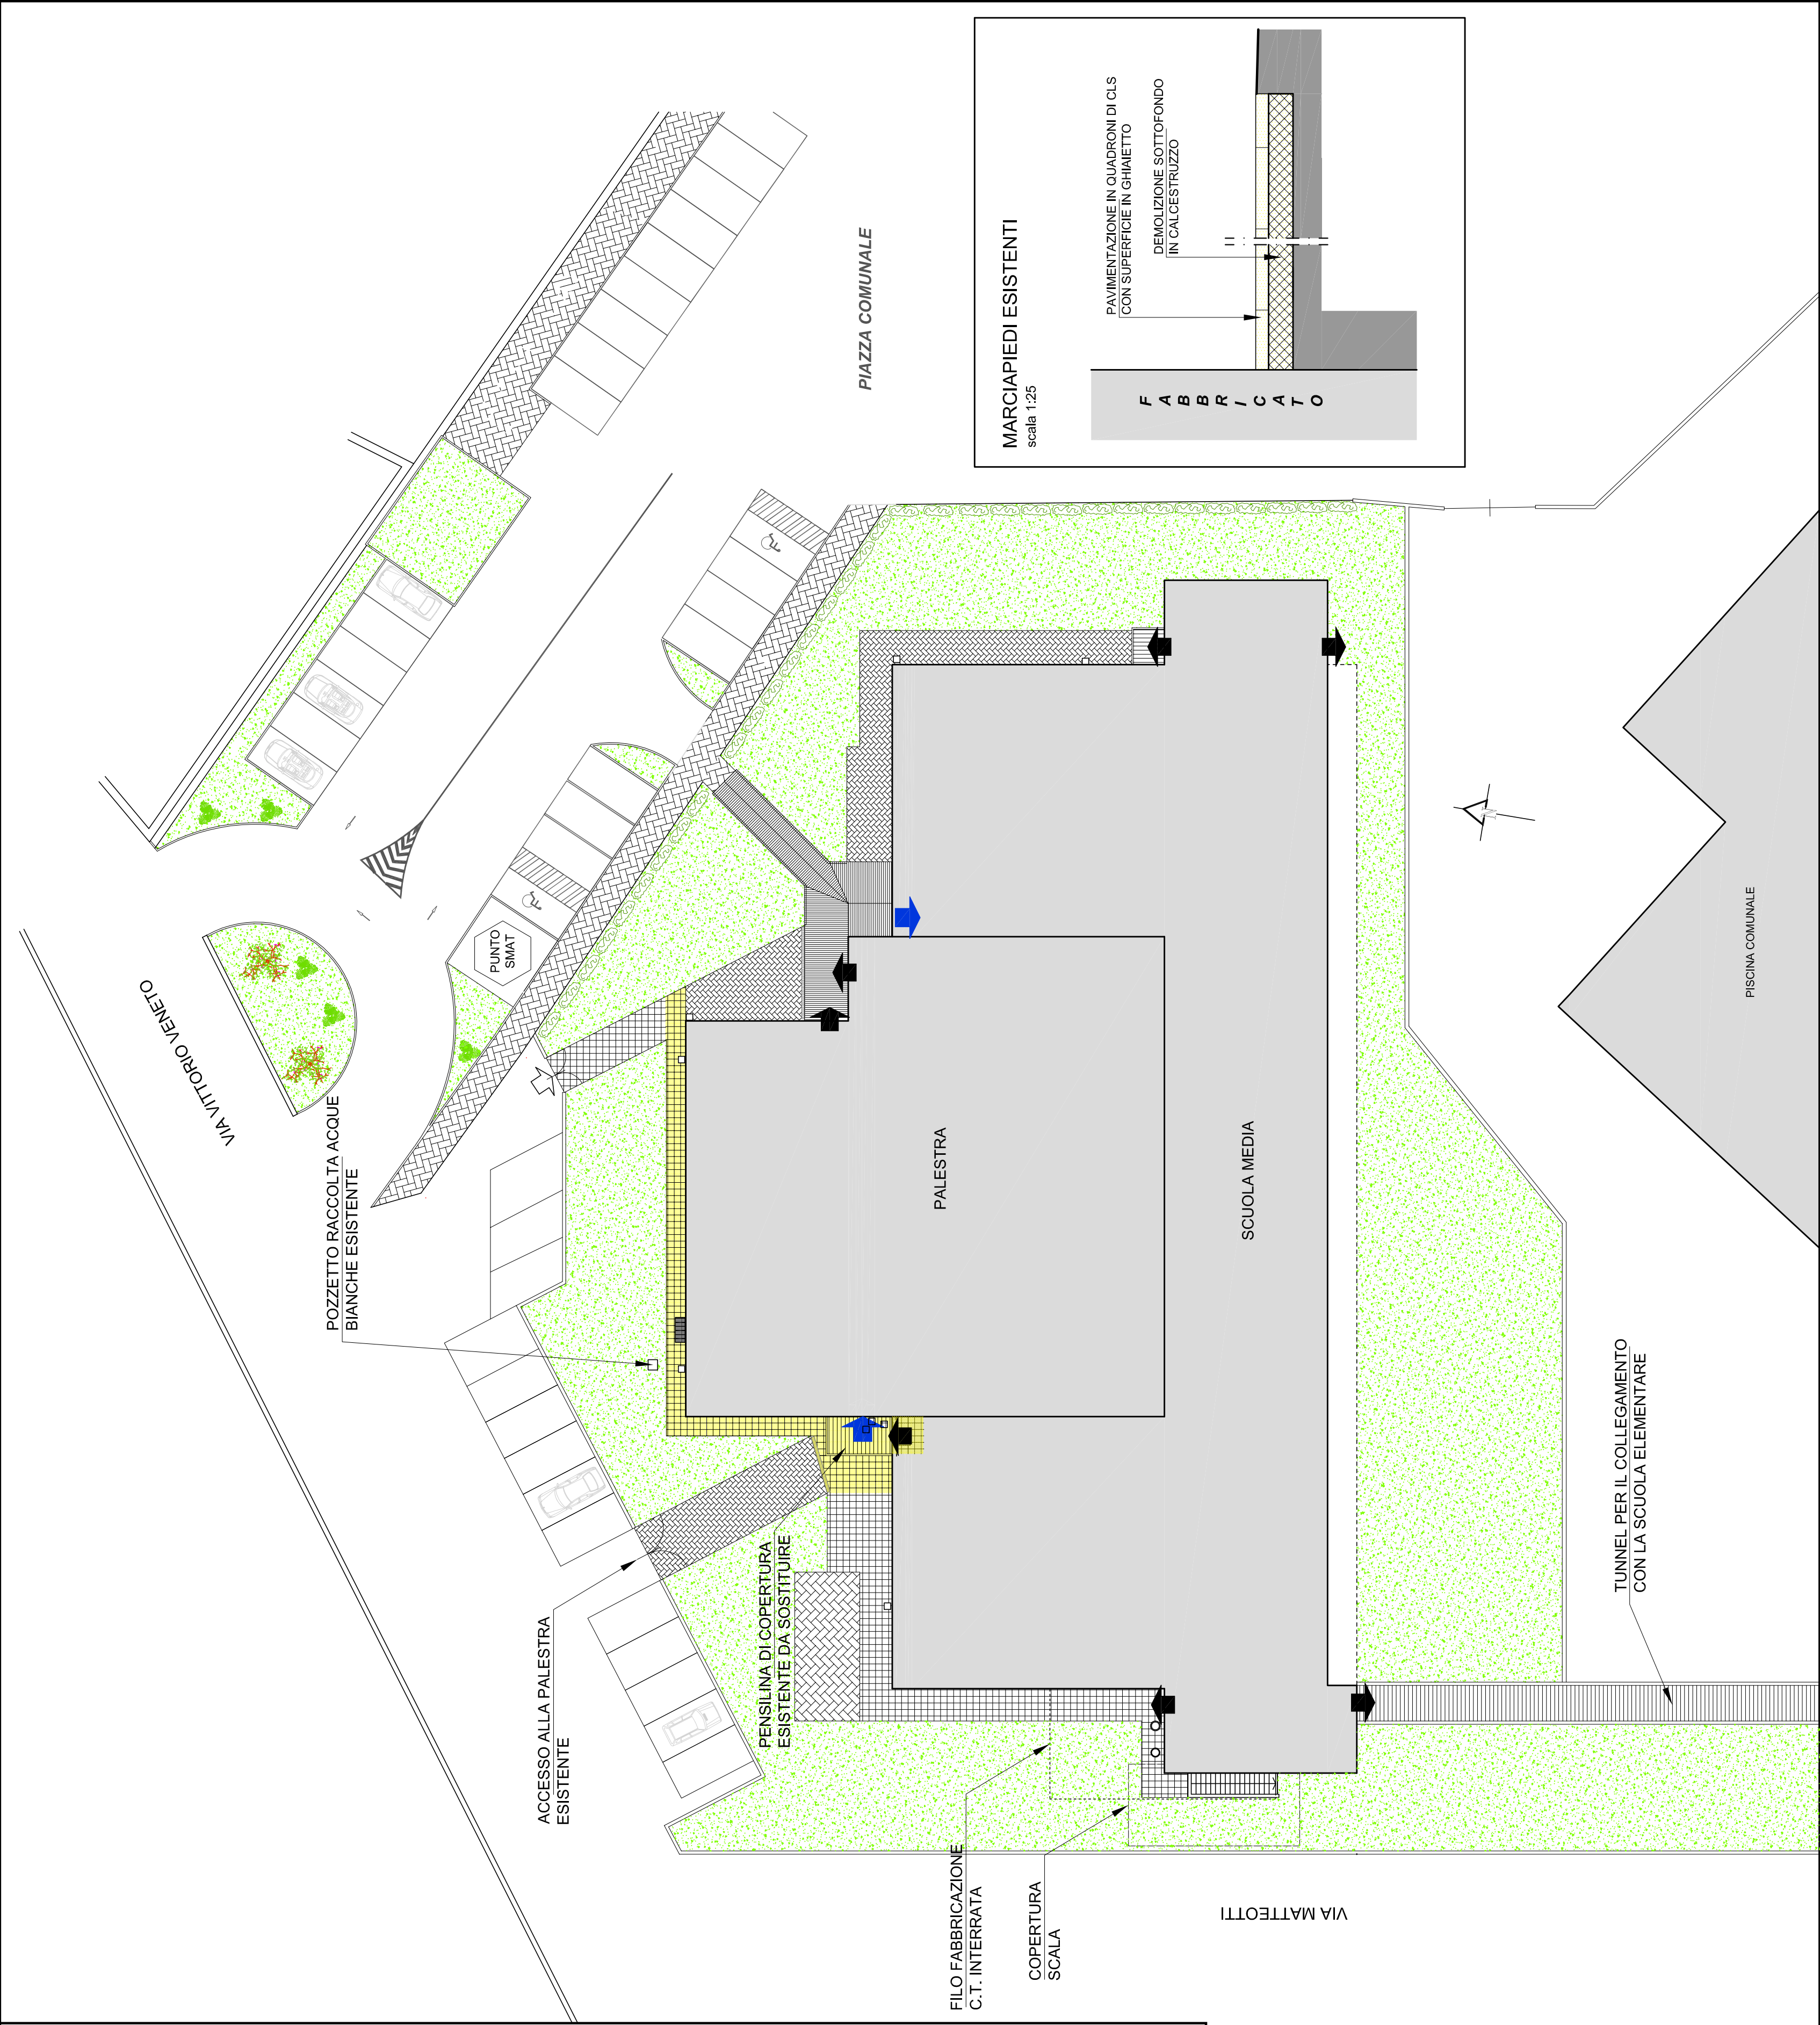 VIA VITTORIO VENETO
POZZETTO RACCOLTA ACQUE
BIANCHE ESISTENTE
ACCESSO ALLA PALESTRA
ESISTENTE
PENSILINA DI COPERTURA
ESISTENTE DA SOSTITUIRE
FILO FABBRICAZIONE
C.T. INTERRATA
COPERTURA
SCALA
VIA MATTEOTTI
PUNTO
SMAT
PALESTRA
SCUOLA MEDIA
TUNNEL PER IL COLLEGAMENTO
CON LA SCUOLA ELEMENTARE
PISCINA COMUNALE
N
PIAZZA COMUNALE
MARCIAPIEDI ESISTENTI
scala 1:25
PAVIMENTAZIONE IN QUADRONI DI CLS
CON SUPERFICIE IN GHIAIETTO
DEMOLIZIONE SOTTOFONDO
IN CALCESTRUZZO
F
A
B
B
R
I
C
A
T
O